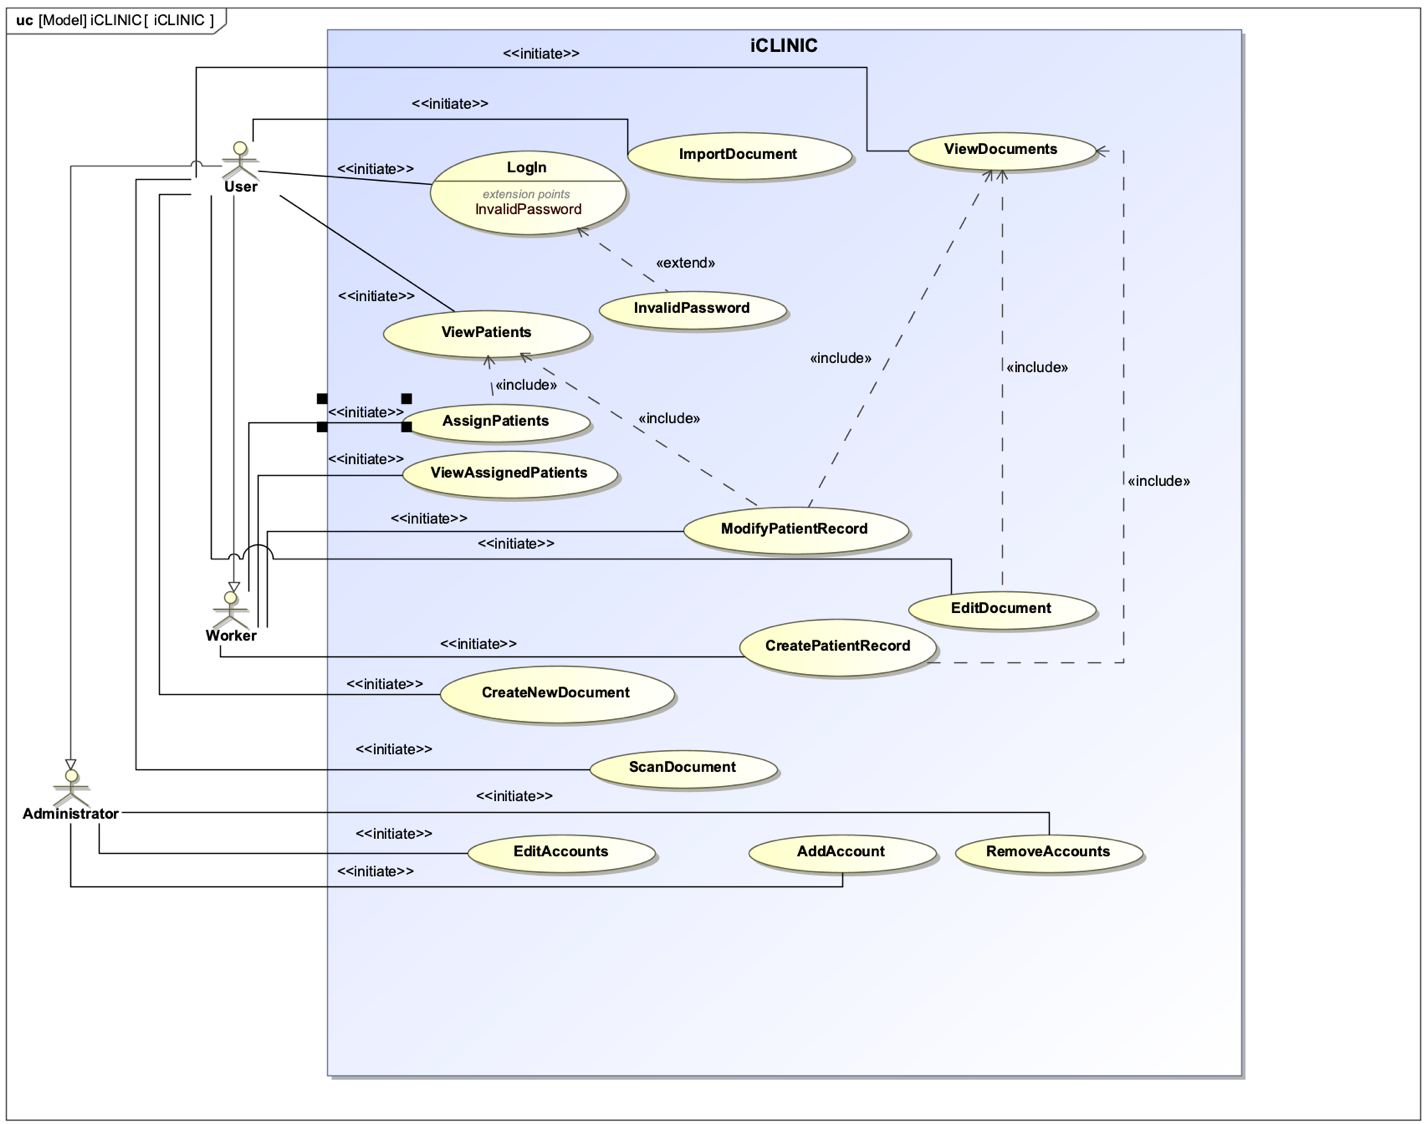 uc [Model] iCLINIC [ iCLINIC ]
iCLINIC
<<initiate>>
<<initiate>>
ImportDocument
ViewDocuments
<<initiate>>
LogIn
User
extension points
InvalidPassword
«extend»
<<initiate>>
InvalidPassword
ViewPatients
«include»
«include»
«include»
<<initiate>>
«include»
AssignPatients
<<initiate>>
ViewAssignedPatients
«include»
<<initiate>>
ModifyPatientRecord
<<initiate>>
EditDocument
Worker
<<initiate>>
CreatePatientRecord
<<initiate>>
CreateNewDocument
<<initiate>>
ScanDocument
<<initiate>>
Administrator
<<initiate>>
EditAccounts
AddAccount
RemoveAccounts
<<initiate>>